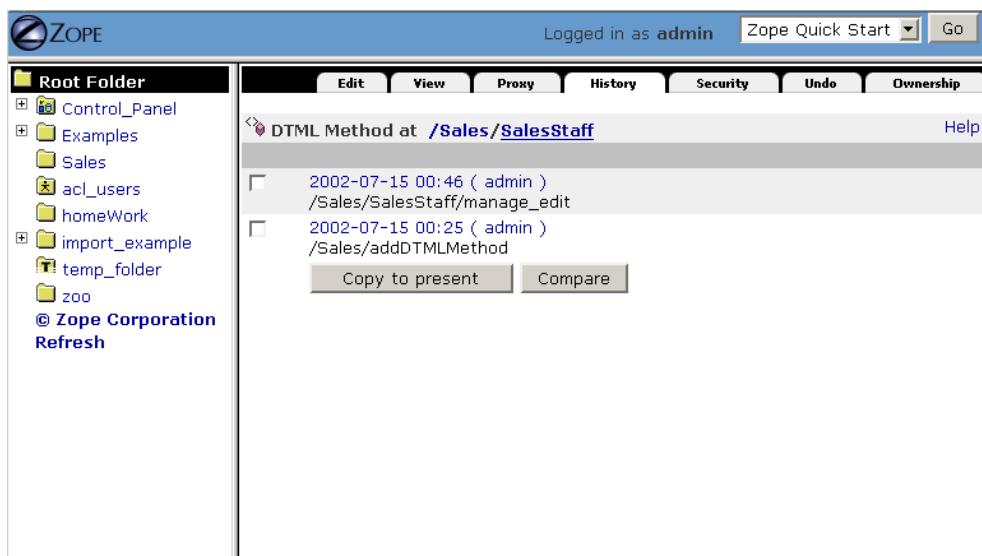 ZOPE
Logged in as admin Zope Quick Start Go
Root Folder
Control_Panel
Examples
Sales
acl_users
homeWork
import_example
temp_folder
zoo
© Zope Corporation
Refresh
Edit View Proxy History Security Undo Ownership
DTML Method at /Sales/SalesStaff Help
2002-07-15 00:46 ( admin )
/Sales/SalesStaff/manage_edit
2002-07-15 00:25 ( admin )
/Sales/addDTMLMethod
Copy to present Compare